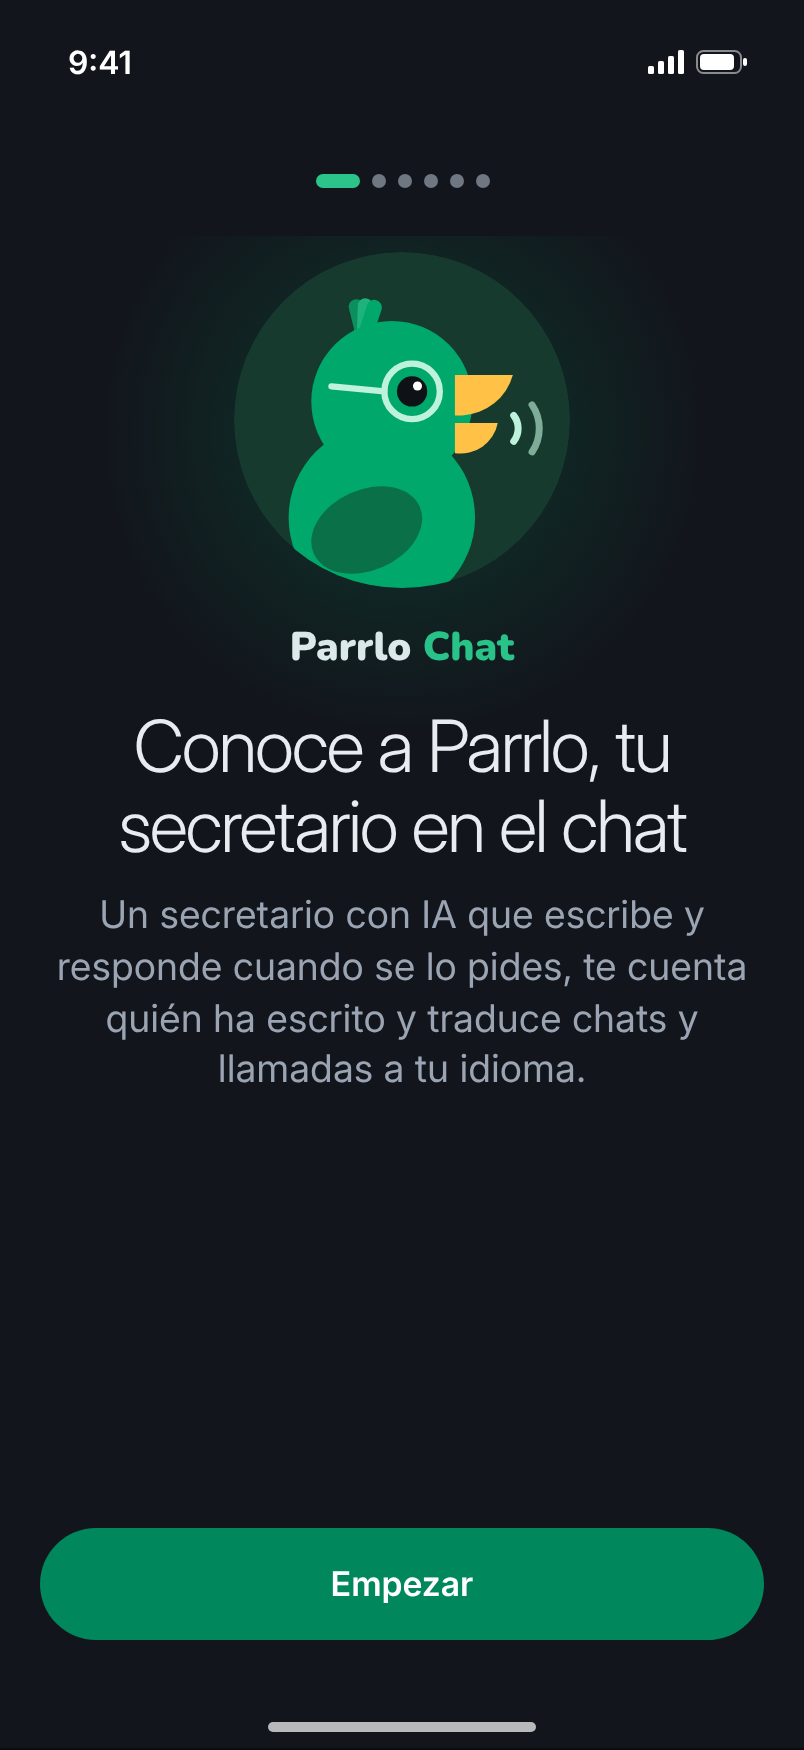 9:41
Parrlo Chat
Conoce a Parrlo, tu
secretario en el chat
Un secretario con IA que escribe y
responde cuando se lo pides, te cuenta
quién ha escrito y traduce chats y
llamadas a tu idioma.
Empezar